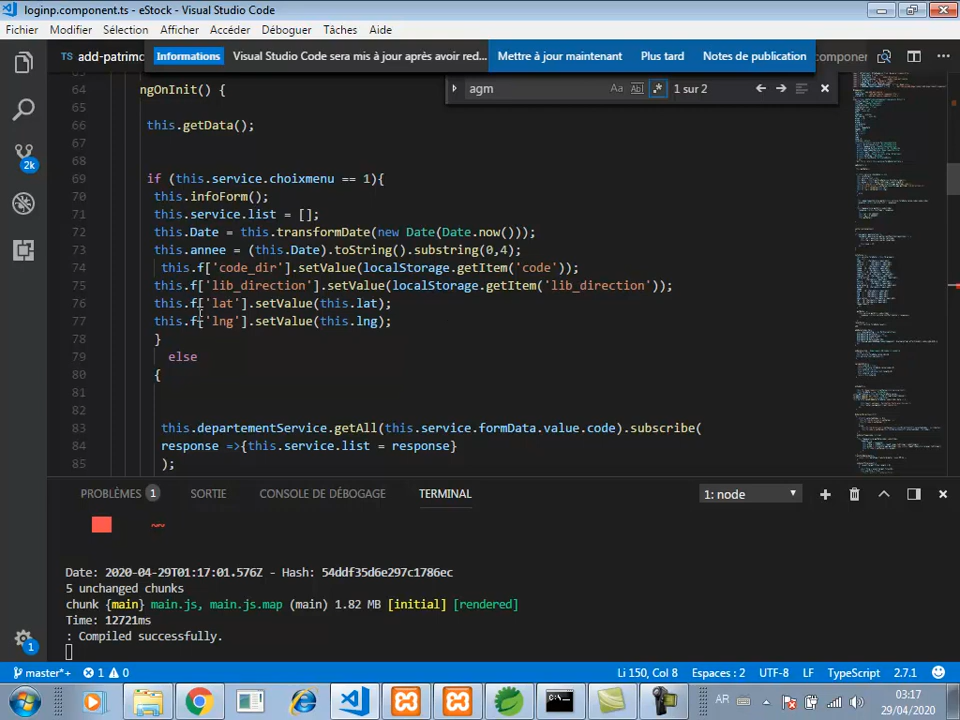 loginp.component.ts - eStock - Visual Studio Code
Fichier Modifier Sélection Affichage Accéder Déboguer Tâches Aide
TS add-patrimo
Informations Visual Studio Code sera mis à jour après avoir red... Mettre à jour maintenant Plus tard Notes de publication
omponen
agm Aa Abl .* 1 sur 2
64 ngOnInit() {
65
66 this.getData();
67
68
69 if (this.service.choixmenu == 1){
70 this.infoForm();
71 this.service.list = [];
72 this.Date = this.transformDate(new Date(Date.now()));
73 this.annee = (this.Date).toString().substring(0,4);
74 this.f['code_dir'].setValue(localStorage.getItem('code'));
75 this.f['lib_direction'].setValue(localStorage.getItem('lib_direction'));
76 this.f['lat'].setValue(this.lat);
77 this.f['lng'].setValue(this.lng);
78 }
79 else
80 {
81
82
83 this.departementService.getAll(this.service.formData.value.code).subscribe(
84 response =>{this.service.list = response}
85 );
2k
1
PROBLÈMES 1 SORTIE CONSOLE DE DÉBOGAGE TERMINAL 1: node
~~
Date: 2020-04-29T01:17:01.576Z - Hash: 54ddf35d6e297c1786ec
5 unchanged chunks
chunk {main} main.js, main.js.map (main) 1.82 MB [initial] [rendered]
Time: 12721ms
: Compiled successfully.
master*+ 1 0 Li 150, Col 8 Espaces : 2 UTF-8 LF TypeScript 2.7.1
AR 03:17
29/04/2020